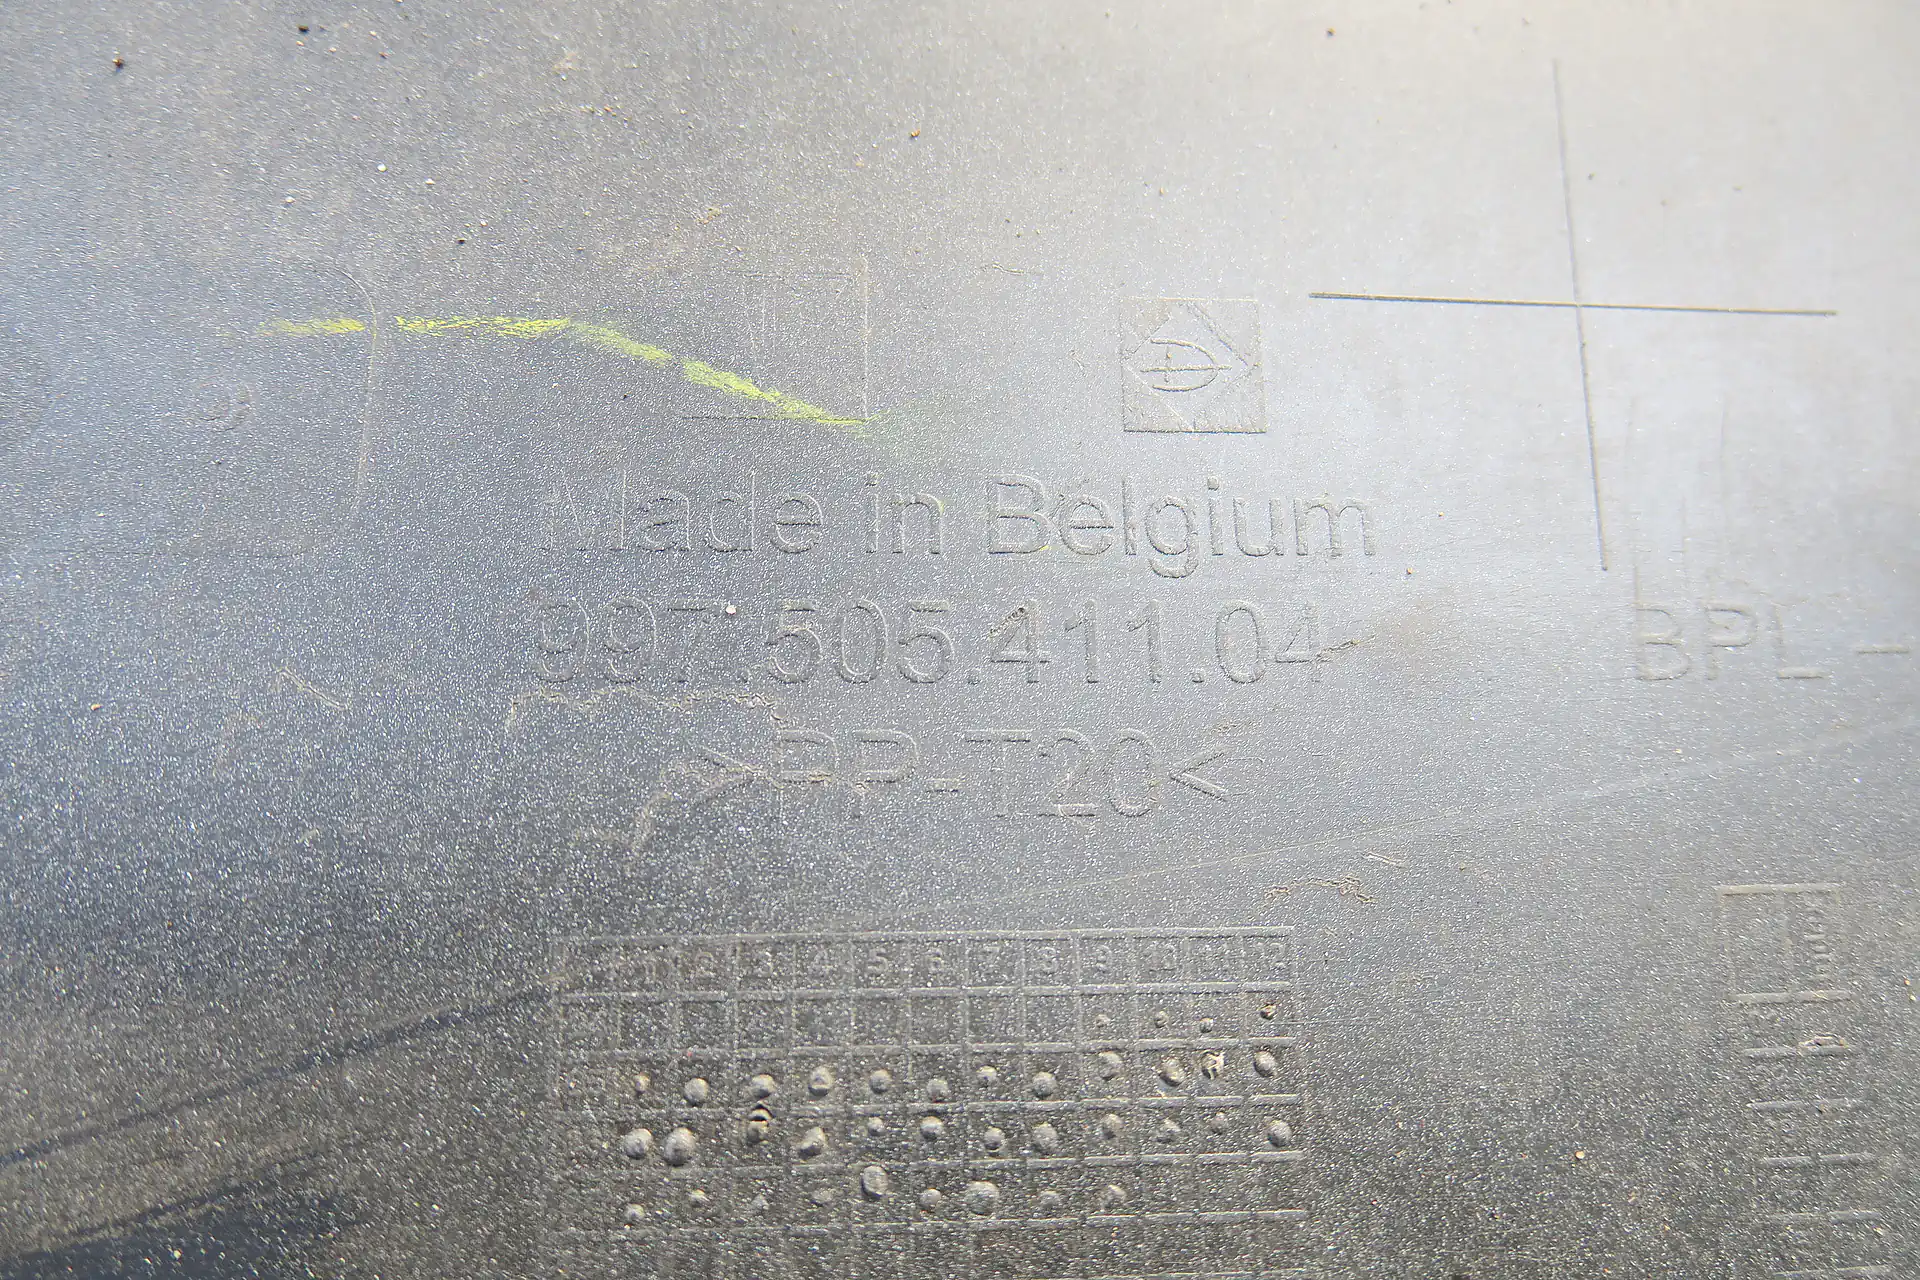 Made in Belgium
997.505.411.04
BPL -
>PP-T20<
1 2 3 4 5 6 7 8 9 10 11 12